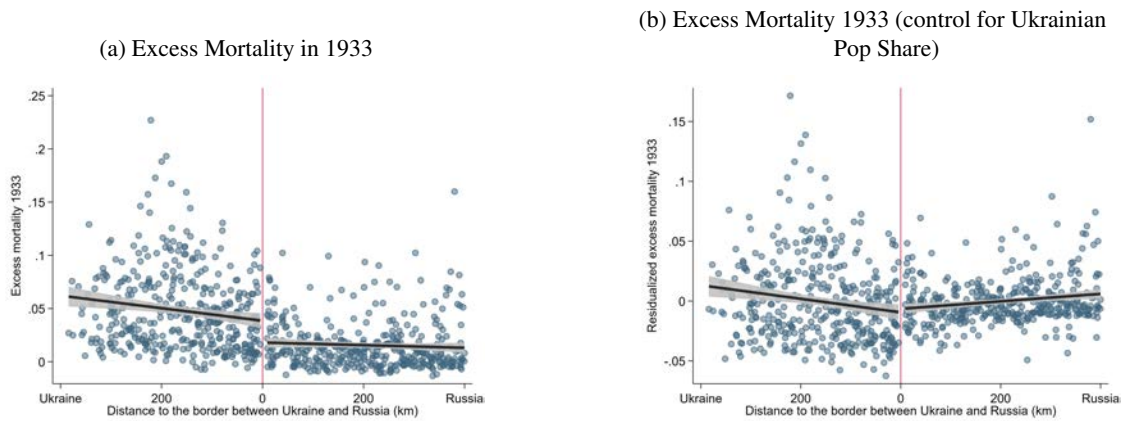 (a) Excess Mortality in 1933
Excess mortality 1933
.25
.2
.15
.1
.05
0
Ukraine
200
0
200
Russia
Distance to the border between Ukraine and Russia (km)
(b) Excess Mortality 1933 (control for Ukrainian
Pop Share)
Residualized excess mortality 1933
.15
.1
.05
0
-.05
Ukraine
200
0
200
Russia
Distance to the border between Ukraine and Russia (km)